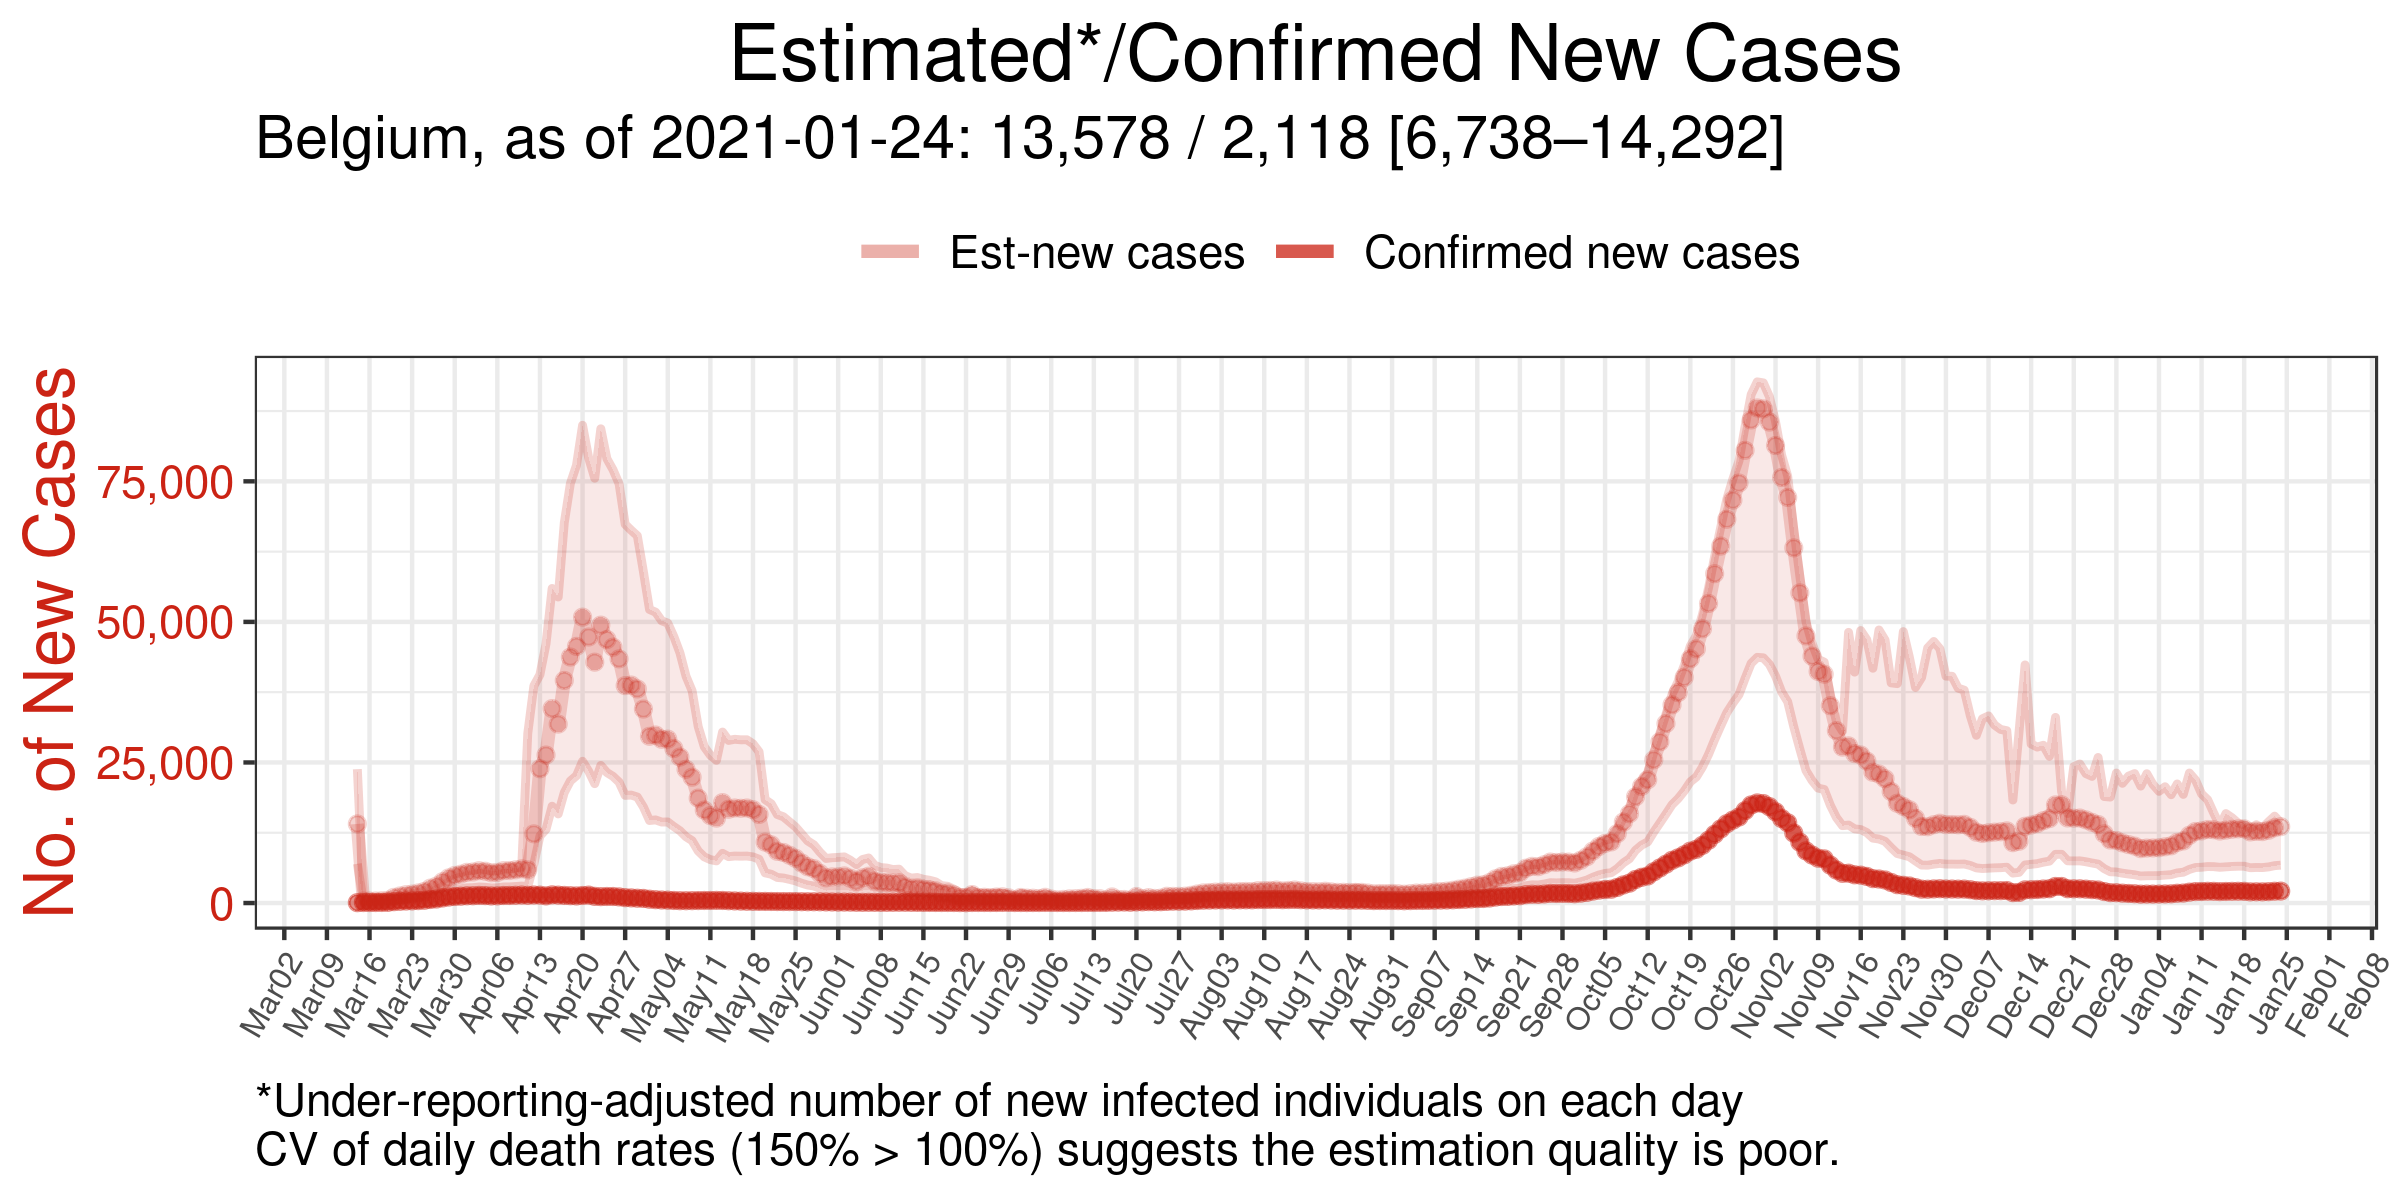 Estimated*/Confirmed New Cases
Belgium, as of 2021-01-24: 13,578 / 2,118 [6,738–14,292]
Est-new cases Confirmed new cases
No. of New Cases
75,000
50,000
25,000
0
Mar02 Mar09 Mar16 Mar23 Mar30 Apr06 Apr13 Apr20 Apr27 May04 May11 May18 May25 Jun01 Jun08 Jun15 Jun22 Jun29 Jul06 Jul13 Jul20 Jul27 Aug03 Aug10 Aug17 Aug24 Aug31 Sep07 Sep14 Sep21 Sep28 Oct05 Oct12 Oct19 Oct26 Nov02 Nov09 Nov16 Nov23 Nov30 Dec07 Dec14 Dec21 Dec28 Jan04 Jan11 Jan18 Jan25 Feb01 Feb08
*Under-reporting-adjusted number of new infected individuals on each day
CV of daily death rates (150% > 100%) suggests the estimation quality is poor.